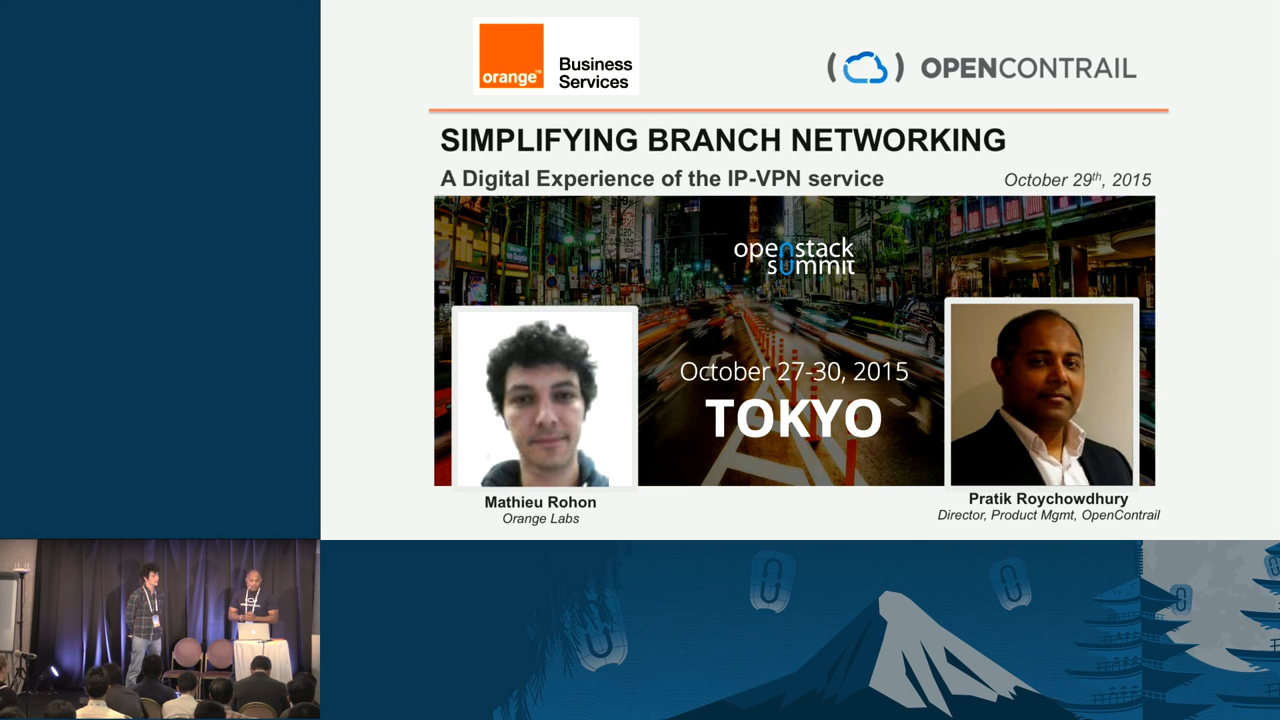 orange™
Business
Services
OPENCONTRAIL
SIMPLIFYING BRANCH NETWORKING
A Digital Experience of the IP-VPN service
October 29th, 2015
openstack
summit
October 27-30, 2015
TOKYO
Mathieu Rohon
Orange Labs
Pratik Roychowdhury
Director, Product Mgmt, OpenContrail